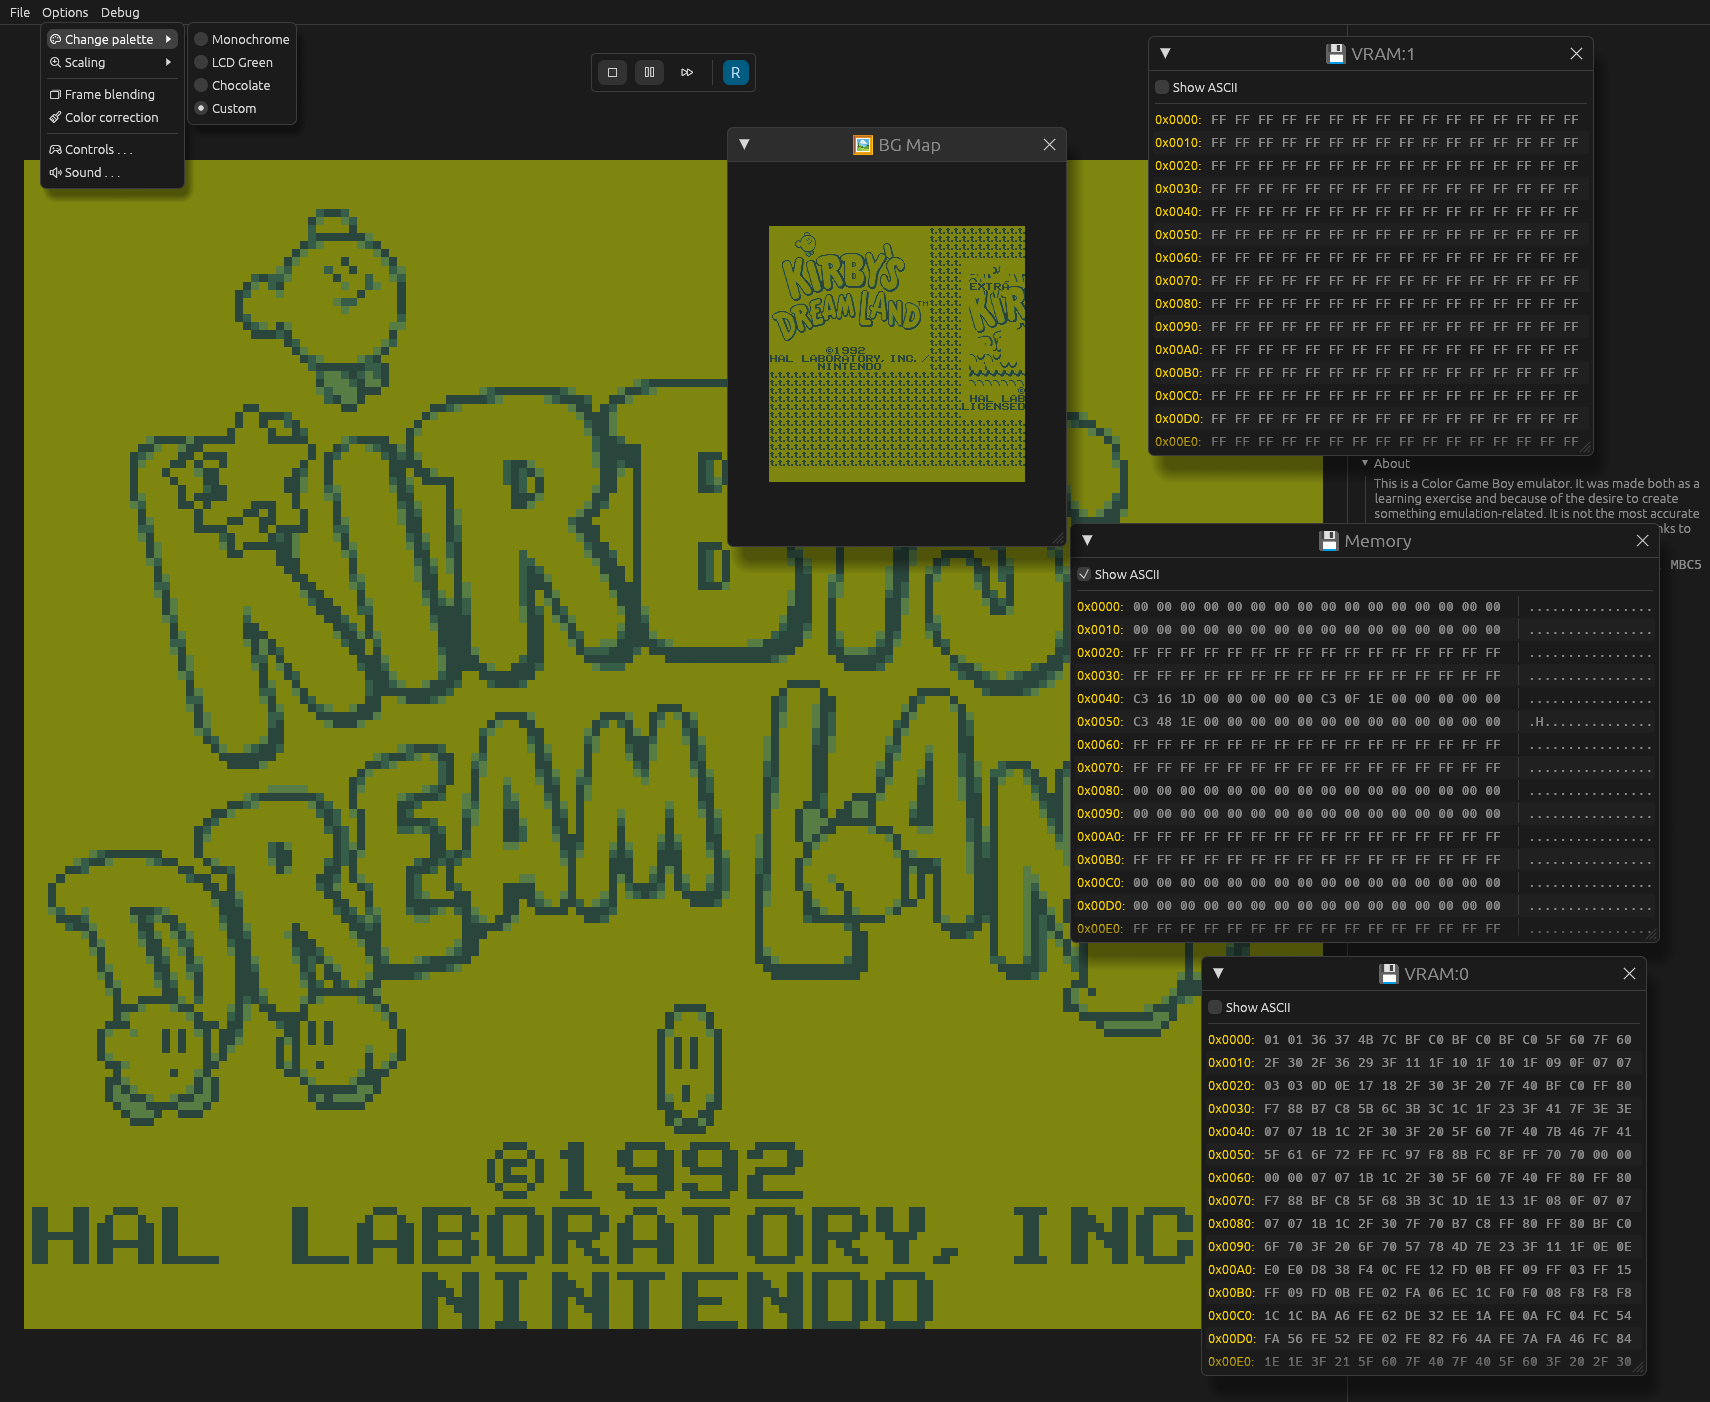 File Options Debug
Change palette
Scaling
Frame blending
Color correction
Controls . . .
Sound . . .
Monochrome
LCD Green
Chocolate
Custom
R
BG Map
KIRBY'S
DREAM LAND™
©1992
HAL LABORATORY, INC. /
NINTENDO
EXTRA
KIR
©
HAL LAB
LICENSED
VRAM:1
Show ASCII
0x0000: FF FF FF FF FF FF FF FF FF FF FF FF FF FF FF FF
0x0010: FF FF FF FF FF FF FF FF FF FF FF FF FF FF FF FF
0x0020: FF FF FF FF FF FF FF FF FF FF FF FF FF FF FF FF
0x0030: FF FF FF FF FF FF FF FF FF FF FF FF FF FF FF FF
0x0040: FF FF FF FF FF FF FF FF FF FF FF FF FF FF FF FF
0x0050: FF FF FF FF FF FF FF FF FF FF FF FF FF FF FF FF
0x0060: FF FF FF FF FF FF FF FF FF FF FF FF FF FF FF FF
0x0070: FF FF FF FF FF FF FF FF FF FF FF FF FF FF FF FF
0x0080: FF FF FF FF FF FF FF FF FF FF FF FF FF FF FF FF
0x0090: FF FF FF FF FF FF FF FF FF FF FF FF FF FF FF FF
0x00A0: FF FF FF FF FF FF FF FF FF FF FF FF FF FF FF FF
0x00B0: FF FF FF FF FF FF FF FF FF FF FF FF FF FF FF FF
0x00C0: FF FF FF FF FF FF FF FF FF FF FF FF FF FF FF FF
0x00D0: FF FF FF FF FF FF FF FF FF FF FF FF FF FF FF FF
0x00E0: FF FF FF FF FF FF FF FF FF FF FF FF FF FF FF FF
About
This is a Color Game Boy emulator. It was made both as a
learning exercise and because of the desire to create
something emulation-related. It is not the most accurate
nks to
MBC5
Memory
Show ASCII
0x0000: 00 00 00 00 00 00 00 00 00 00 00 00 00 00 00 00 ................
0x0010: 00 00 00 00 00 00 00 00 00 00 00 00 00 00 00 00 ................
0x0020: FF FF FF FF FF FF FF FF FF FF FF FF FF FF FF FF ................
0x0030: FF FF FF FF FF FF FF FF FF FF FF FF FF FF FF FF ................
0x0040: C3 16 1D 00 00 00 00 00 C3 0F 1E 00 00 00 00 00 ................
0x0050: C3 48 1E 00 00 00 00 00 00 00 00 00 00 00 00 00 .H..............
0x0060: FF FF FF FF FF FF FF FF FF FF FF FF FF FF FF FF ................
0x0070: FF FF FF FF FF FF FF FF FF FF FF FF FF FF FF FF ................
0x0080: 00 00 00 00 00 00 00 00 00 00 00 00 00 00 00 00 ................
0x0090: 00 00 00 00 00 00 00 00 00 00 00 00 00 00 00 00 ................
0x00A0: FF FF FF FF FF FF FF FF FF FF FF FF FF FF FF FF ................
0x00B0: FF FF FF FF FF FF FF FF FF FF FF FF FF FF FF FF ................
0x00C0: 00 00 00 00 00 00 00 00 00 00 00 00 00 00 00 00 ................
0x00D0: 00 00 00 00 00 00 00 00 00 00 00 00 00 00 00 00 ................
0x00E0: FF FF FF FF FF FF FF FF FF FF FF FF FF FF FF FF ................
VRAM:0
Show ASCII
0x0000: 01 01 36 37 4B 7C BF C0 BF C0 BF C0 5F 60 7F 60
0x0010: 2F 30 2F 36 29 3F 11 1F 10 1F 10 1F 09 0F 07 07
0x0020: 03 03 0D 0E 17 18 2F 30 3F 20 7F 40 BF C0 FF 80
0x0030: F7 88 B7 C8 5B 6C 3B 3C 1C 1F 23 3F 41 7F 3E 3E
0x0040: 07 07 1B 1C 2F 30 3F 20 5F 60 7F 40 7B 46 7F 41
0x0050: 5F 61 6F 72 FF FC 97 F8 8B FC 8F FF 70 70 00 00
0x0060: 00 00 07 07 1B 1C 2F 30 5F 60 7F 40 FF 80 FF 80
0x0070: F7 88 BF C8 5F 68 3B 3C 1D 1E 13 1F 08 0F 07 07
0x0080: 07 07 1B 1C 2F 30 7F 70 B7 C8 FF 80 FF 80 BF C0
0x0090: 6F 70 3F 20 6F 70 57 78 4D 7E 23 3F 11 1F 0E 0E
0x00A0: E0 E0 D8 38 F4 0C FE 12 FD 0B FF 09 FF 03 FF 15
0x00B0: FF 09 FD 0B FE 02 FA 06 EC 1C F0 F0 08 F8 F8 F8
0x00C0: 1C 1C BA A6 FE 62 DE 32 EE 1A FE 0A FC 04 FC 54
0x00D0: FA 56 FE 52 FE 02 FE 82 F6 4A FE 7A FA 46 FC 84
0x00E0: 1E 1E 3F 21 5F 60 7F 40 7F 40 5F 60 3F 20 2F 30
KIRBY'S
DREAM LAN
©1992
HAL LABORATORY, INC
NINTENDO